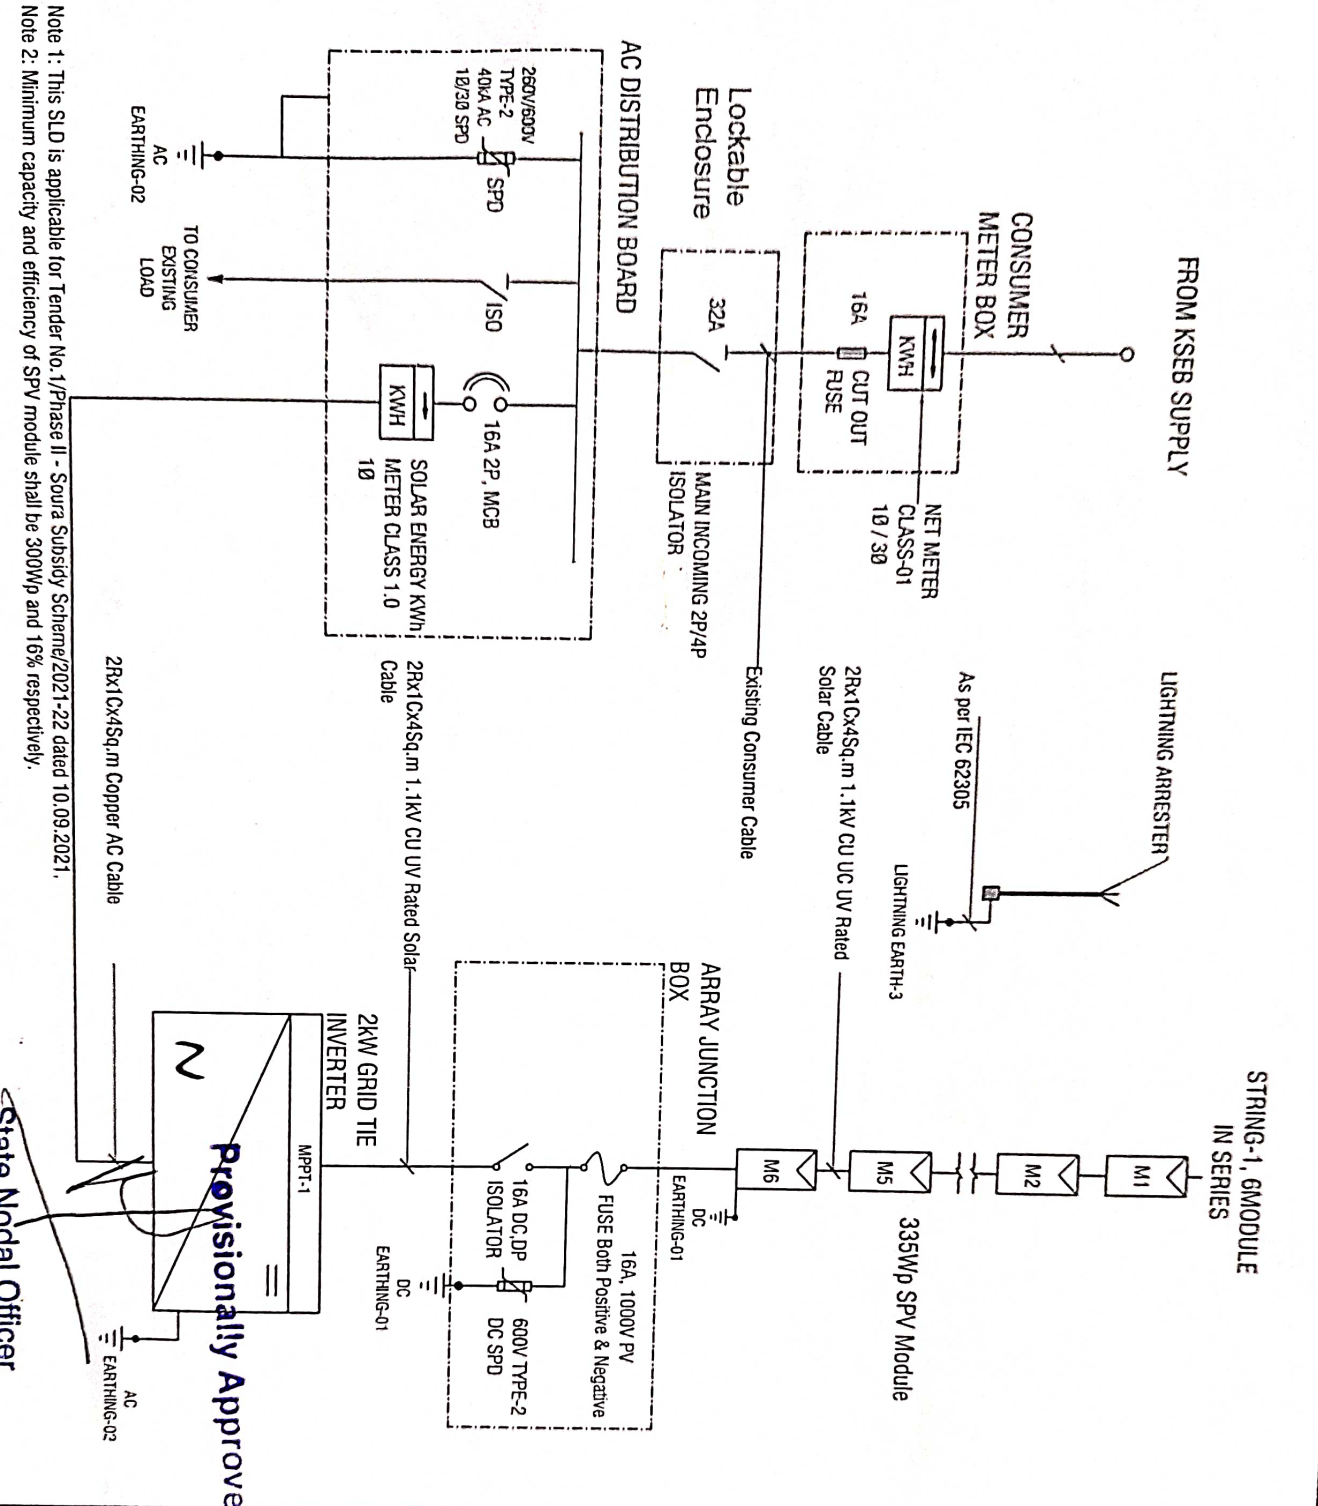 FROM KSEB SUPPLY
CONSUMER
METER BOX
KWH
16A
CUT OUT
FUSE
NET METER
CLASS-01
10 / 30
Lockable
Enclosure
32A
MAIN INCOMING 2P/4P
ISOLATOR
Existing Consumer Cable
AC DISTRIBUTION BOARD
260V/600V
TYPE-2
40kA AC
10/30 SPD
SPD
ISO
16A 2P, MCB
KWH
SOLAR ENERGY KWh
METER CLASS 1.0
10
AC
EARTHING-02
TO CONSUMER
EXISTING
LOAD
LIGHTNING ARRESTER
As per IEC 62305
LIGHTNING EARTH-3
STRING-1, 6MODULE
IN SERIES
M1
M2
M5
M6
335Wp SPV Module
2Rx1Cx4Sq.m 1.1kV CU UC UV Rated
Solar Cable
DC
EARTHING-01
ARRAY JUNCTION
BOX
16A, 1000V PV
FUSE Both Positive & Negative
16A DC,DP
ISOLATOR
600V TYPE-2
DC SPD
DC
EARTHING-01
2Rx1Cx4Sq.m 1.1kV CU UV Rated Solar
Cable
2kW GRID TIE
INVERTER
MPPT-1
2Rx1Cx4Sq.m Copper AC Cable
AC
EARTHING-02
Provisionally Approve
State Nodal Officer
Note 1: This SLD is applicable for Tender No.1/Phase II - Soura Subsidy Scheme/2021-22 dated 10.09.2021.
Note 2: Minimum capacity and efficiency of SPV module shall be 300Wp and 16% respectively.